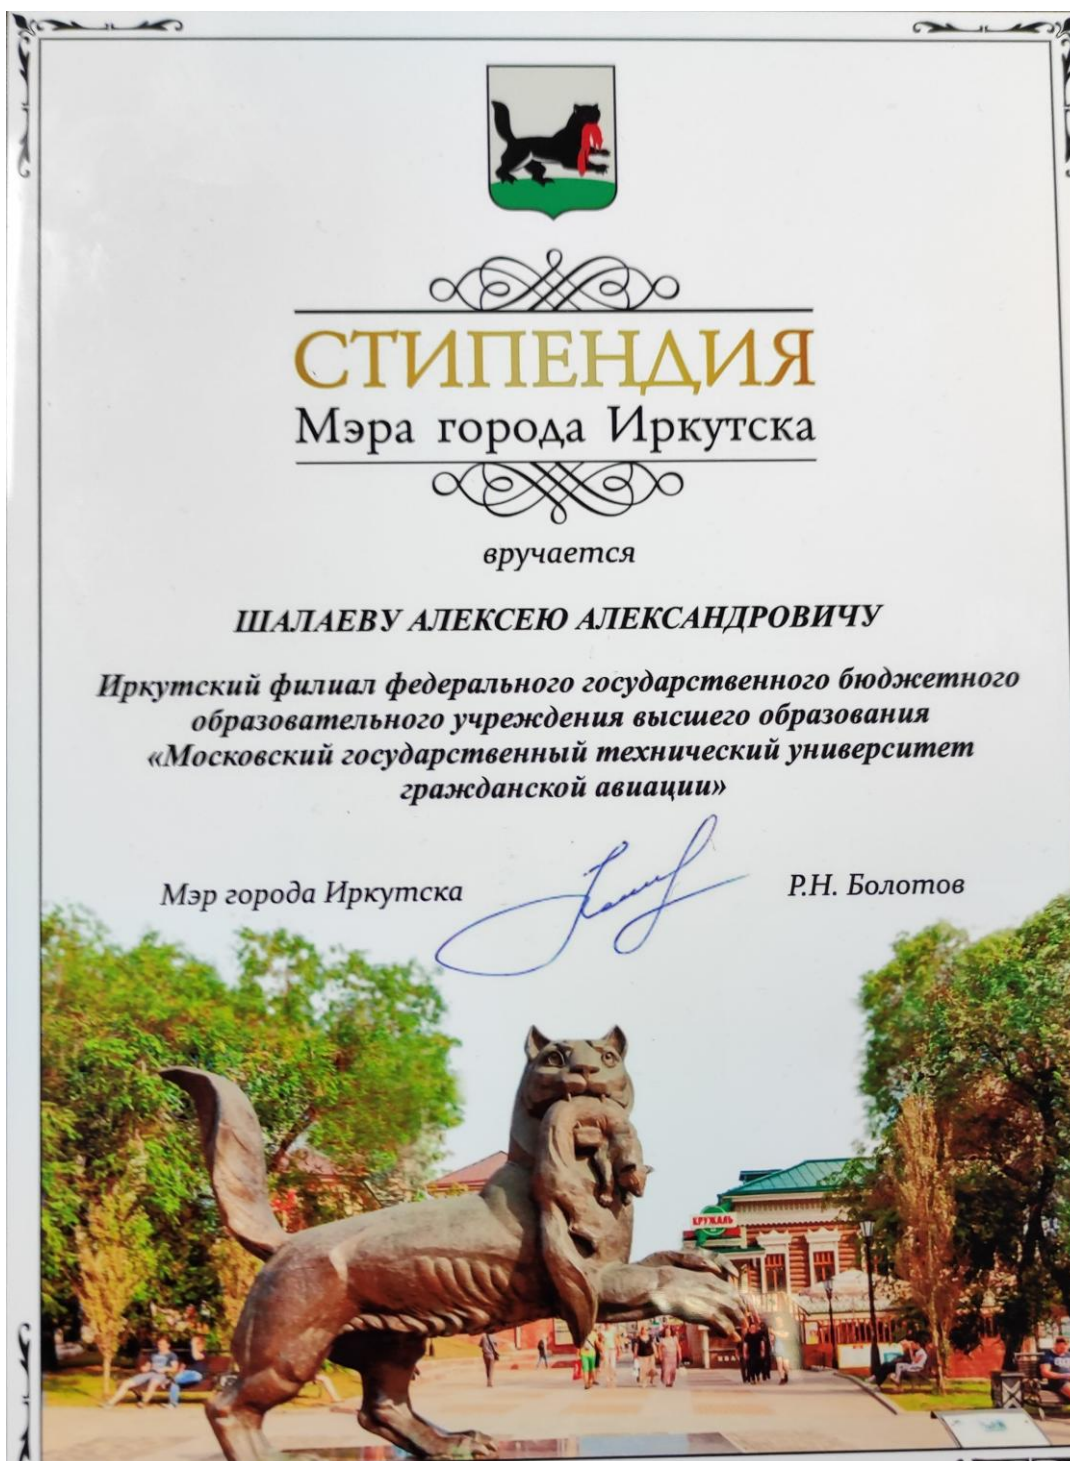 СТИПЕНДИЯ
Мэра города Иркутска
вручается
ШАЛАЕВУ АЛЕКСЕЮ АЛЕКСАНДРОВИЧУ
Иркутский филиал федерального государственного бюджетного
образовательного учреждения высшего образования
«Московский государственный технический университет
гражданской авиации»
Мэр города Иркутска Р.Н. Болотов
КРУЖАЛЬ